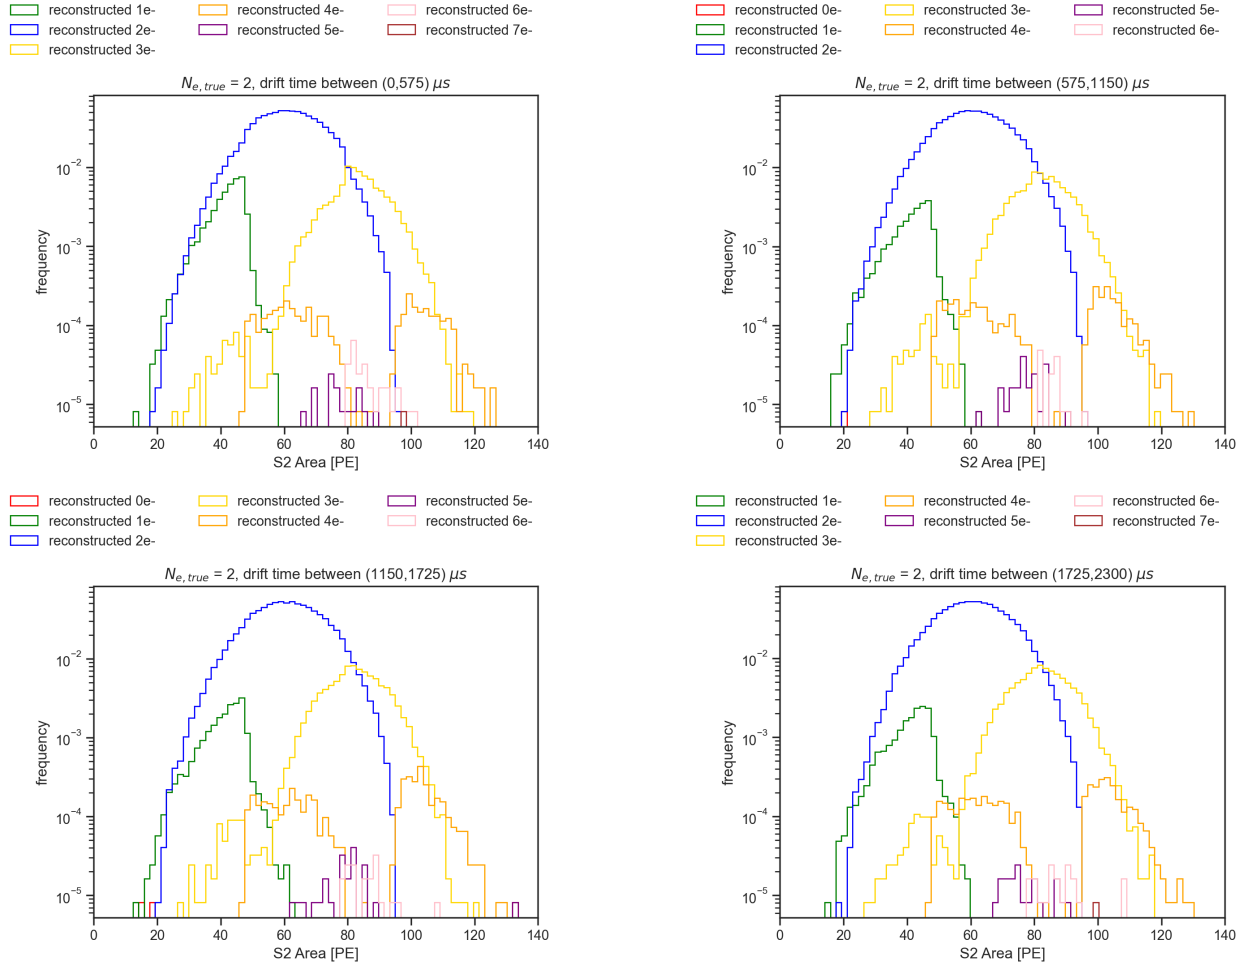 reconstructed 1e- reconstructed 4e- reconstructed 6e-
reconstructed 2e- reconstructed 5e- reconstructed 7e-
reconstructed 3e-
N_{e, true} = 2, drift time between (0,575) μs
frequency
10^{-2}
10^{-3}
10^{-4}
10^{-5}
0 20 40 60 80 100 120 140
S2 Area [PE]
reconstructed 0e- reconstructed 3e- reconstructed 5e-
reconstructed 1e- reconstructed 4e- reconstructed 6e-
reconstructed 2e-
N_{e, true} = 2, drift time between (575,1150) μs
frequency
10^{-2}
10^{-3}
10^{-4}
10^{-5}
0 20 40 60 80 100 120 140
S2 Area [PE]
reconstructed 0e- reconstructed 3e- reconstructed 5e-
reconstructed 1e- reconstructed 4e- reconstructed 6e-
reconstructed 2e-
N_{e, true} = 2, drift time between (1150,1725) μs
frequency
10^{-2}
10^{-3}
10^{-4}
10^{-5}
0 20 40 60 80 100 120 140
S2 Area [PE]
reconstructed 1e- reconstructed 4e- reconstructed 6e-
reconstructed 2e- reconstructed 5e- reconstructed 7e-
reconstructed 3e-
N_{e, true} = 2, drift time between (1725,2300) μs
frequency
10^{-2}
10^{-3}
10^{-4}
10^{-5}
0 20 40 60 80 100 120 140
S2 Area [PE]